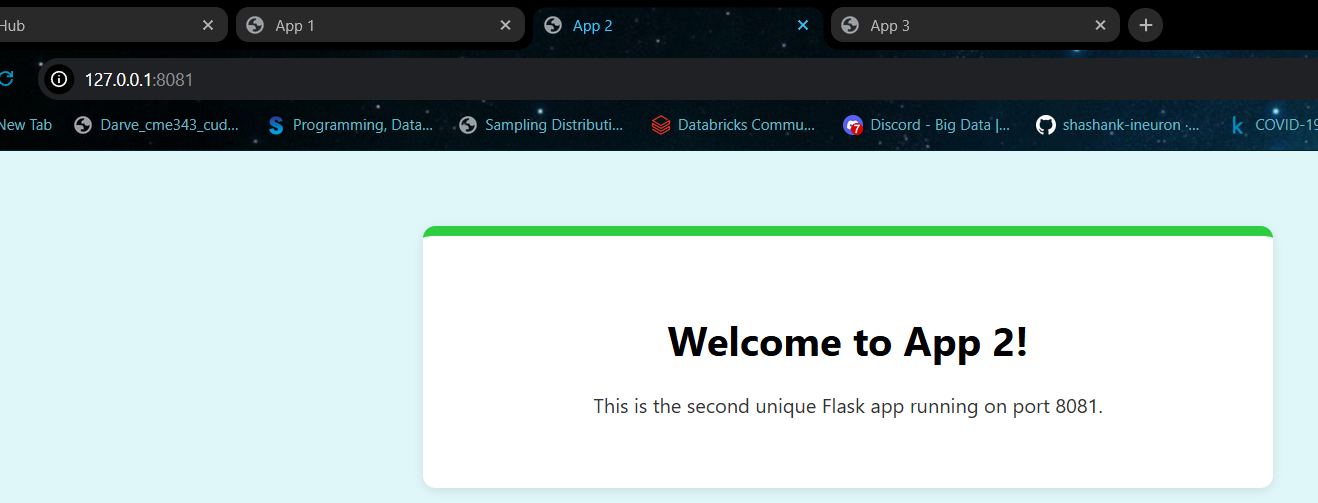 Hub App 1 App 2 App 3
127.0.0.1:8081
New Tab Darve_cme343_cud... Programming, Data... Sampling Distributi... Databricks Commu... Discord - Big Data |... shashank-ineuron ·... COVID-19
Welcome to App 2!
This is the second unique Flask app running on port 8081.